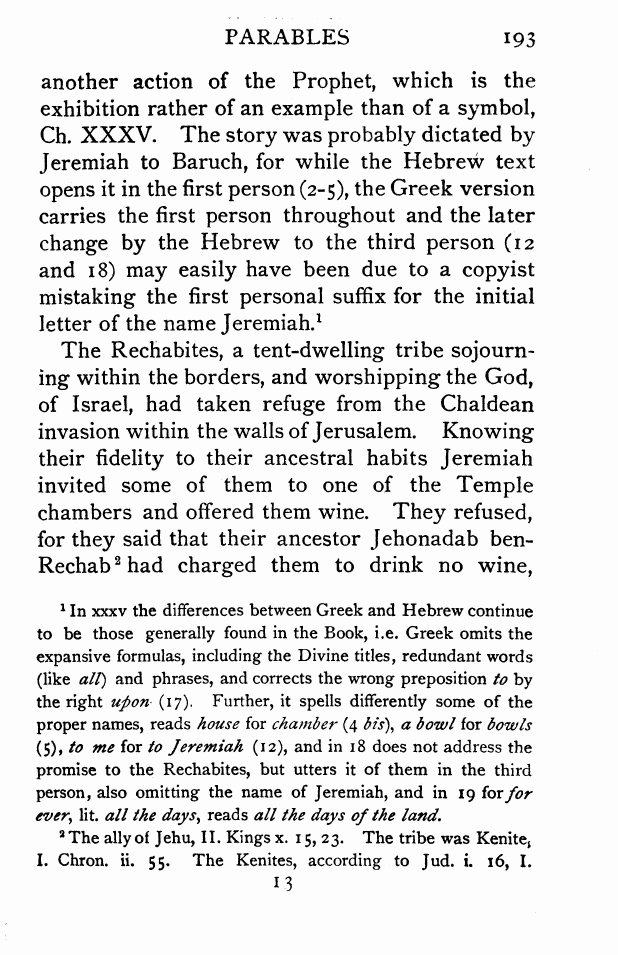 PARABLES 193
another action of the Prophet, which is the
exhibition rather of an example than of a symbol,
Ch. XXXV. The story was probably dictated by
Jeremiah to Baruch, for while the Hebrew text
opens it in the first person (2-5), the Greek version
carries the first person throughout and the later
change by the Hebrew to the third person (12
and 18) may easily have been due to a copyist
mistaking the first personal suffix for the initial
letter of the name Jeremiah.¹
The Rechabites, a tent-dwelling tribe sojourn-
ing within the borders, and worshipping the God,
of Israel, had taken refuge from the Chaldean
invasion within the walls of Jerusalem. Knowing
their fidelity to their ancestral habits Jeremiah
invited some of them to one of the Temple
chambers and offered them wine. They refused,
for they said that their ancestor Jehonadab ben-
Rechab² had charged them to drink no wine,
¹ In xxxv the differences between Greek and Hebrew continue
to be those generally found in the Book, i.e. Greek omits the
expansive formulas, including the Divine titles, redundant words
(like all) and phrases, and corrects the wrong preposition to by
the right upon (17). Further, it spells differently some of the
proper names, reads house for chamber (4 bis), a bowl for bowls
(5), to me for to Jeremiah (12), and in 18 does not address the
promise to the Rechabites, but utters it of them in the third
person, also omitting the name of Jeremiah, and in 19 for for
ever, lit. all the days, reads all the days of the land.
² The ally of Jehu, II. Kings x. 15, 23. The tribe was Kenite,
I. Chron. ii. 55. The Kenites, according to Jud. i. 16, I.
13